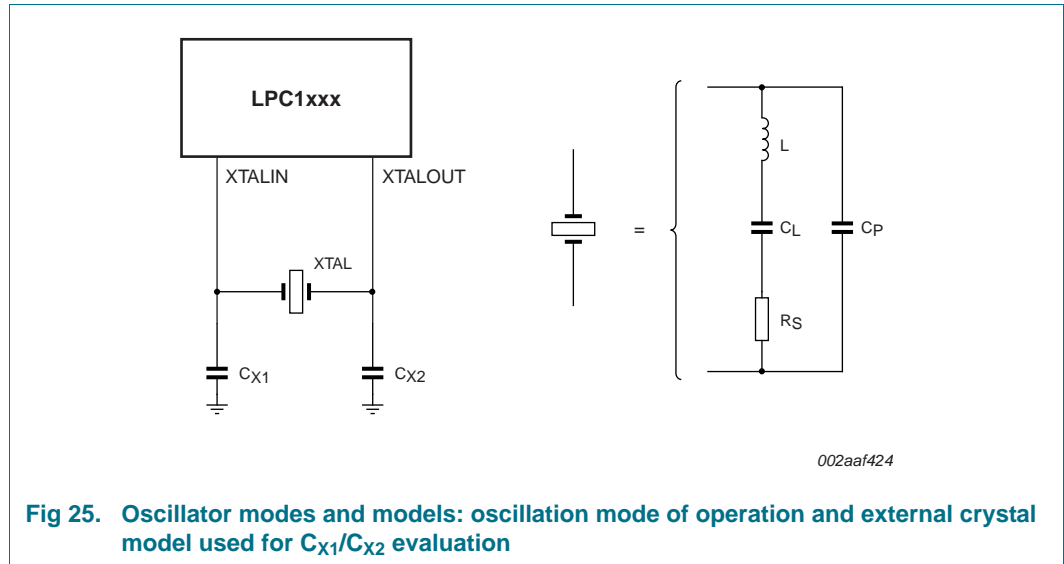 LPC1xxx
XTALIN
XTALOUT
XTAL
CX1
CX2
=
L
CL
CP
RS
002aaf424
Fig 25. Oscillator modes and models: oscillation mode of operation and external crystal
model used for CX1/CX2 evaluation